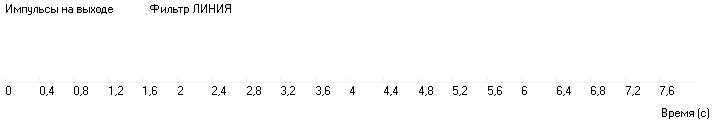 Импульсы на выходе Фильтр ЛИНИЯ
0 0,4 0,8 1,2 1,6 2 2,4 2,8 3,2 3,6 4 4,4 4,8 5,2 5,6 6 6,4 6,8 7,2 7,6
Время (с)